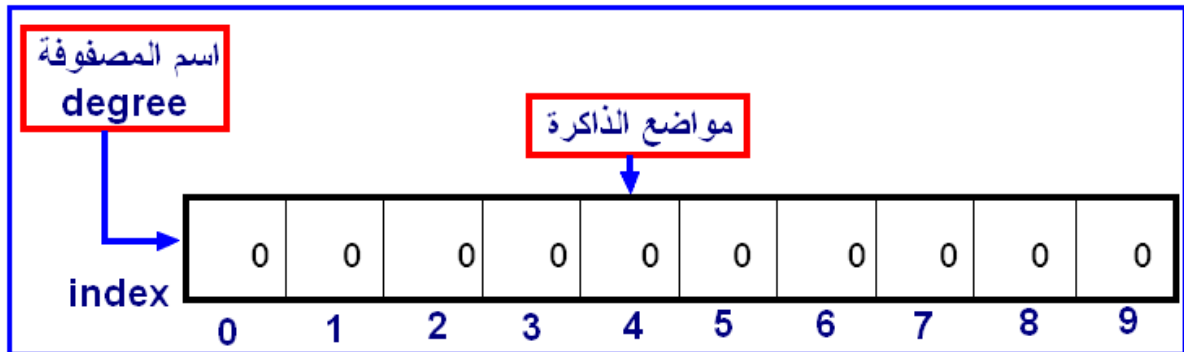 اسم المصفوفة
degree
مواضع الذاكرة
0 0 0 0 0 0 0 0 0 0
index
0 1 2 3 4 5 6 7 8 9